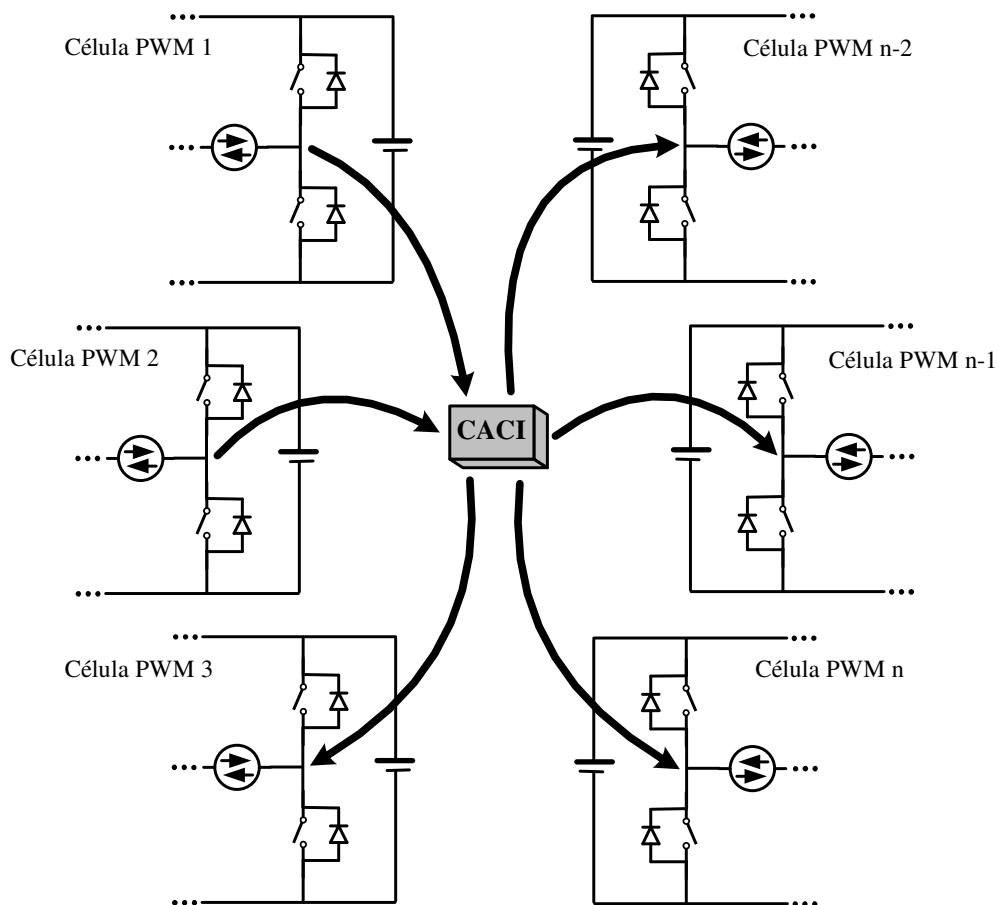 Célula PWM 1
Célula PWM n-2
Célula PWM 2
Célula PWM n-1
CACI
Célula PWM 3
Célula PWM n